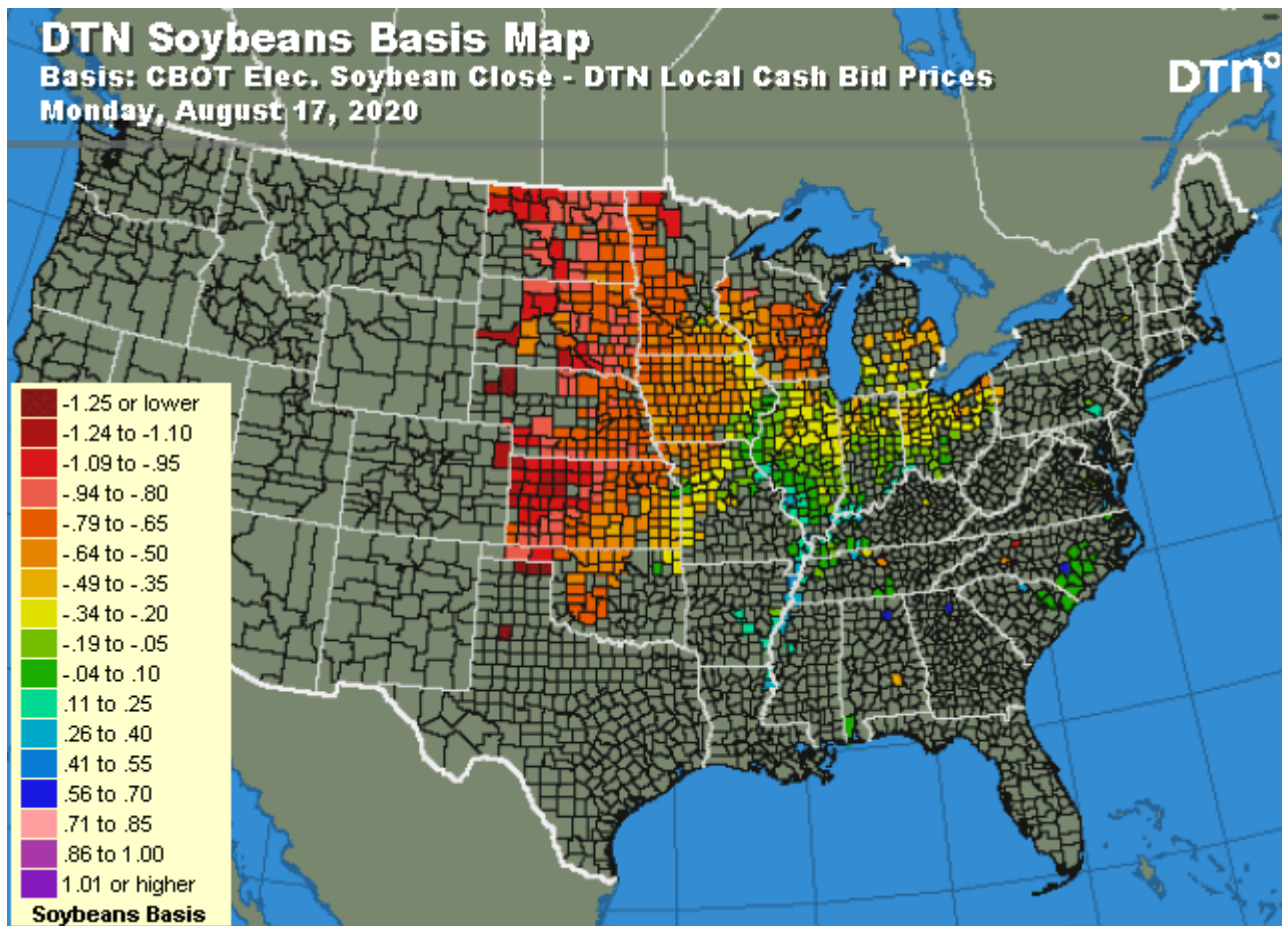 DTN Soybeans Basis Map
Basis: CBOT Elec. Soybean Close - DTN Local Cash Bid Prices
Monday, August 17, 2020
DTN
-1.25 or lower
-1.24 to -1.10
-1.09 to -.95
-.94 to -.80
-.79 to -.65
-.64 to -.50
-.49 to -.35
-.34 to -.20
-.19 to -.05
-.04 to .10
.11 to .25
.26 to .40
.41 to .55
.56 to .70
.71 to .85
.86 to 1.00
1.01 or higher
Soybeans Basis